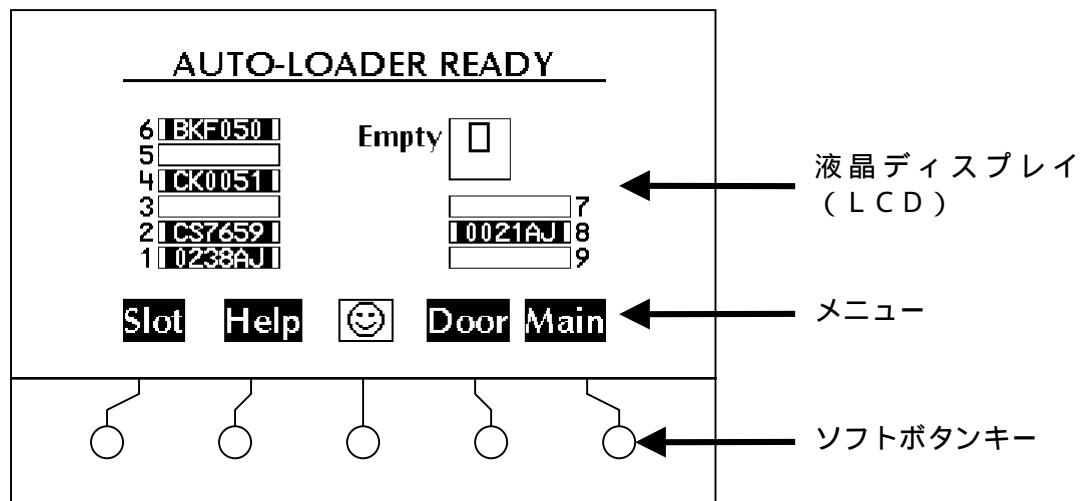 AUTO-LOADER READY
6 BKF050
5
4 CK0051
3
2 CS7659
1 0238AJ
Empty
7
0021AJ 8
9
液晶ディスプレイ
(ＬＣＤ)
Slot Help Door Main
メニュー
ソフトボタンキー